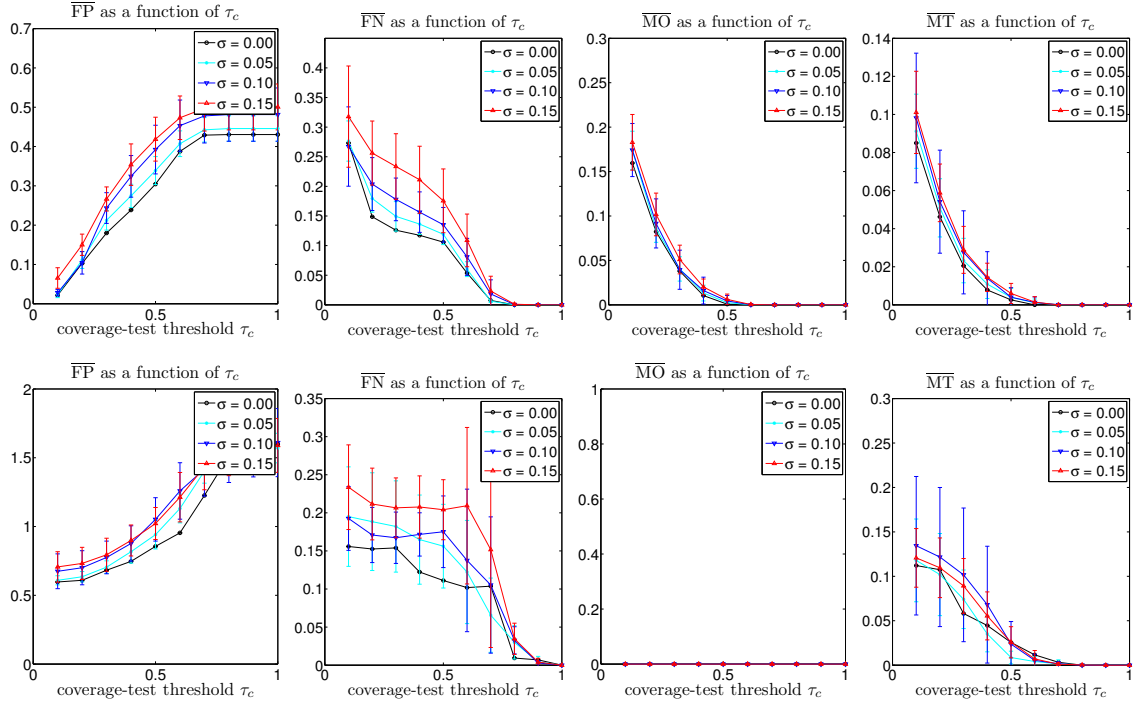 FP as a function of τc
σ = 0.00
σ = 0.05
σ = 0.10
σ = 0.15
0.7
0.6
0.5
0.4
0.3
0.2
0.1
0
0 0.5 1
coverage-test threshold τc
FN as a function of τc
σ = 0.00
σ = 0.05
σ = 0.10
σ = 0.15
0.45
0.4
0.35
0.3
0.25
0.2
0.15
0.1
0.05
0
0 0.5 1
coverage-test threshold τc
MO as a function of τc
σ = 0.00
σ = 0.05
σ = 0.10
σ = 0.15
0.3
0.25
0.2
0.15
0.1
0.05
0
0 0.5 1
coverage-test threshold τc
MT as a function of τc
σ = 0.00
σ = 0.05
σ = 0.10
σ = 0.15
0.14
0.12
0.1
0.08
0.06
0.04
0.02
0
0 0.5 1
coverage-test threshold τc
FP as a function of τc
σ = 0.00
σ = 0.05
σ = 0.10
σ = 0.15
2
1.5
1
0.5
0
0 0.5 1
coverage-test threshold τc
FN as a function of τc
σ = 0.00
σ = 0.05
σ = 0.10
σ = 0.15
0.4
0.35
0.3
0.25
0.2
0.15
0.1
0.05
0
0 0.5 1
coverage-test threshold τc
MO as a function of τc
σ = 0.00
σ = 0.05
σ = 0.10
σ = 0.15
1
0.8
0.6
0.4
0.2
0
0 0.5 1
coverage-test threshold τc
MT as a function of τc
σ = 0.00
σ = 0.05
σ = 0.10
σ = 0.15
0.3
0.25
0.2
0.15
0.1
0.05
0
0 0.5 1
coverage-test threshold τc